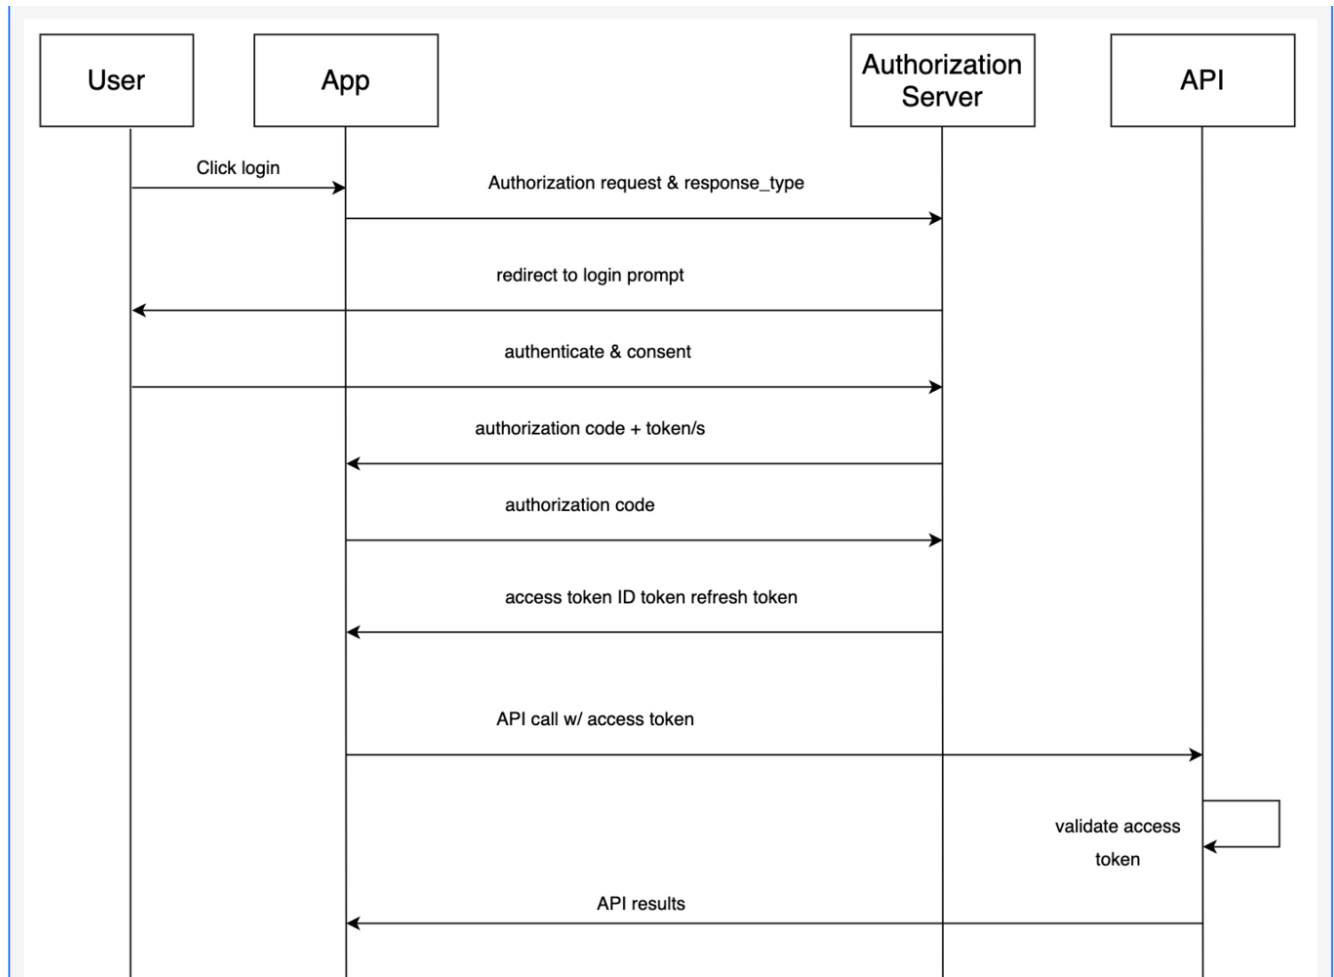 User
App
Authorization
Server
API
Click login
Authorization request & response_type
redirect to login prompt
authenticate & consent
authorization code + token/s
authorization code
access token ID token refresh token
API call w/ access token
validate access
token
API results